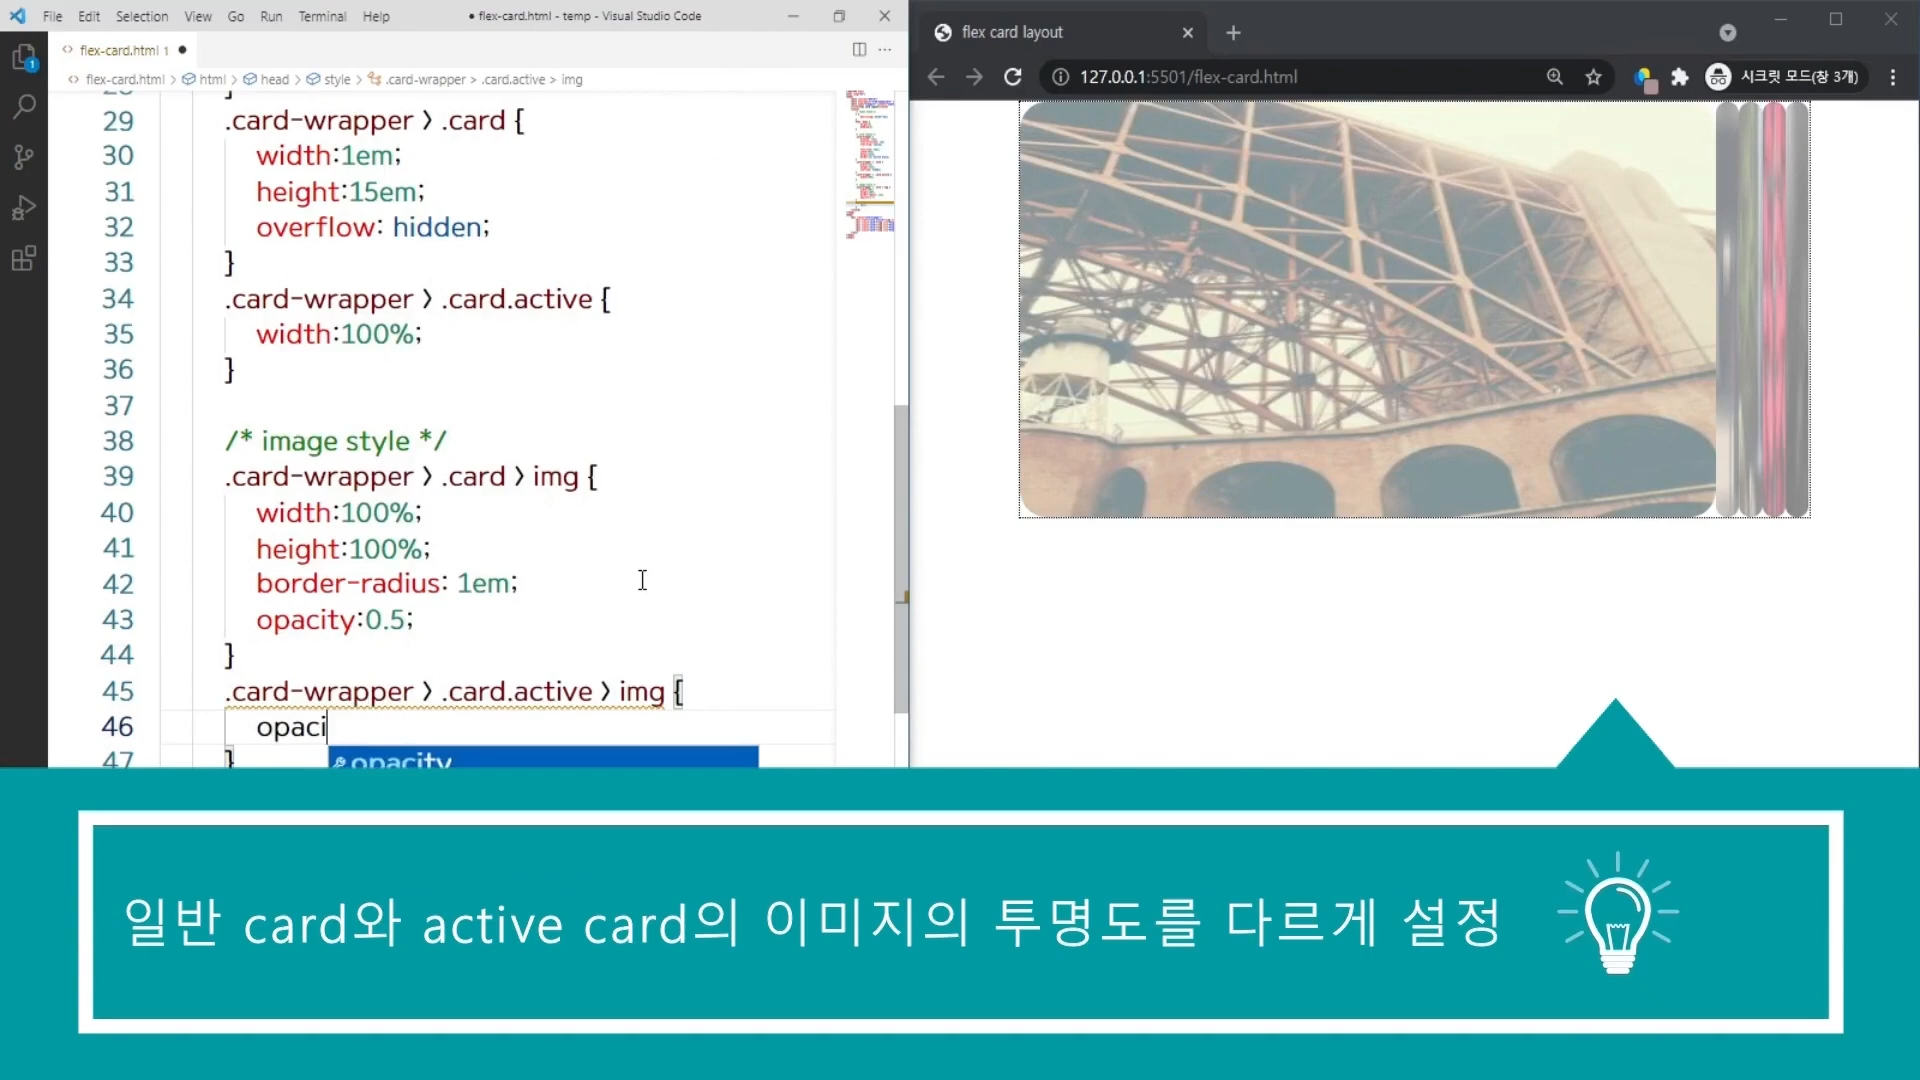 File Edit Selection View Go Run Terminal Help
● flex-card.html - temp - Visual Studio Code
flex-card.html 1 ●
flex-card.html > html > head > style > .card-wrapper > .card.active > img
1
29 .card-wrapper > .card {
30 width:1em;
31 height:15em;
32 overflow: hidden;
33 }
34 .card-wrapper > .card.active {
35 width:100%;
36 }
37
38 /* image style */
39 .card-wrapper > .card > img {
40 width:100%;
41 height:100%;
42 border-radius: 1em;
43 opacity:0.5;
44 }
45 .card-wrapper > .card.active > img {
46 opaci
47 }
opacity
flex card layout
127.0.0.1:5501/flex-card.html
시크릿 모드(창 3개)
일반 card와 active card의 이미지의 투명도를 다르게 설정